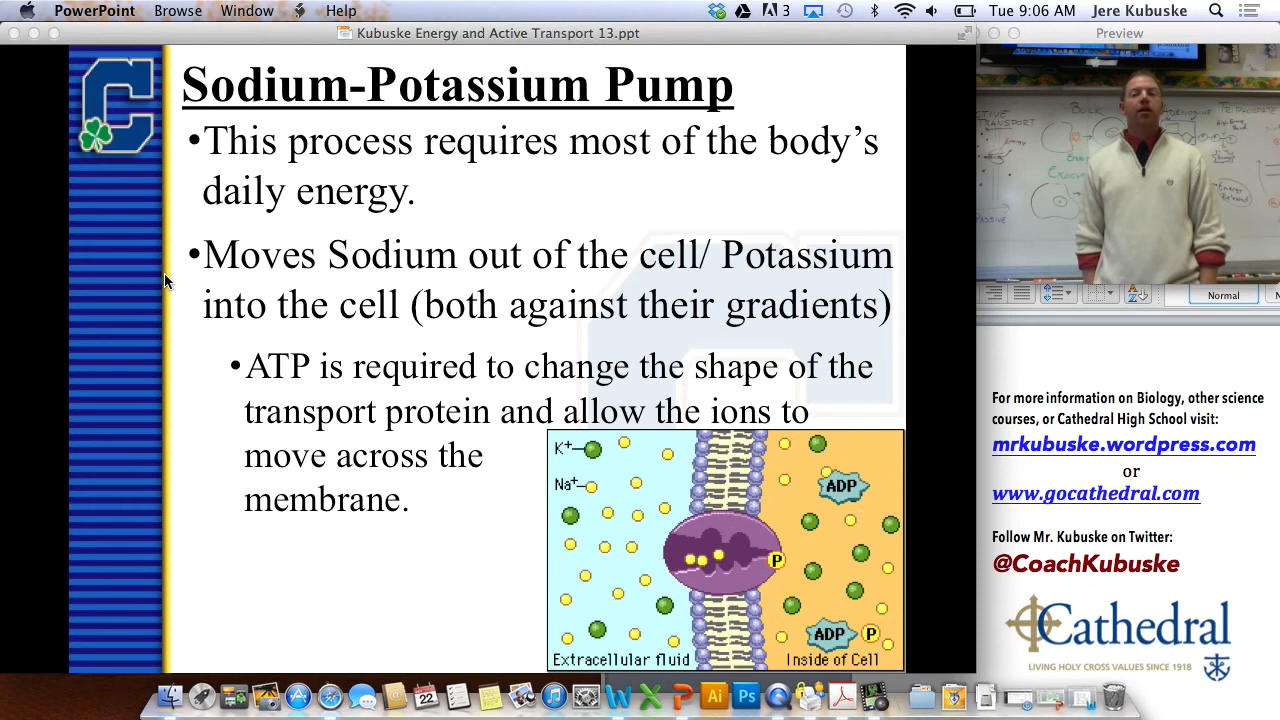 PowerPoint Browse Window Help 3 Tue 9:06 AM Jere Kubuske
Kubuske Energy and Active Transport 13.ppt
Preview
C
Sodium-Potassium Pump
•This process requires most of the body's
daily energy.
•Moves Sodium out of the cell/ Potassium
into the cell (both against their gradients)
•ATP is required to change the shape of the
transport protein and allow the ions to
move across the
membrane.
K+
Na+
ADP
P
ADP P
Extracellular fluid Inside of Cell
Normal
For more information on Biology, other science
courses, or Cathedral High School visit:
mrkubuske.wordpress.com
or
www.gocathedral.com
Follow Mr. Kubuske on Twitter:
@CoachKubuske
Cathedral
LIVING HOLY CROSS VALUES SINCE 1918
22
W X P Ai Ps